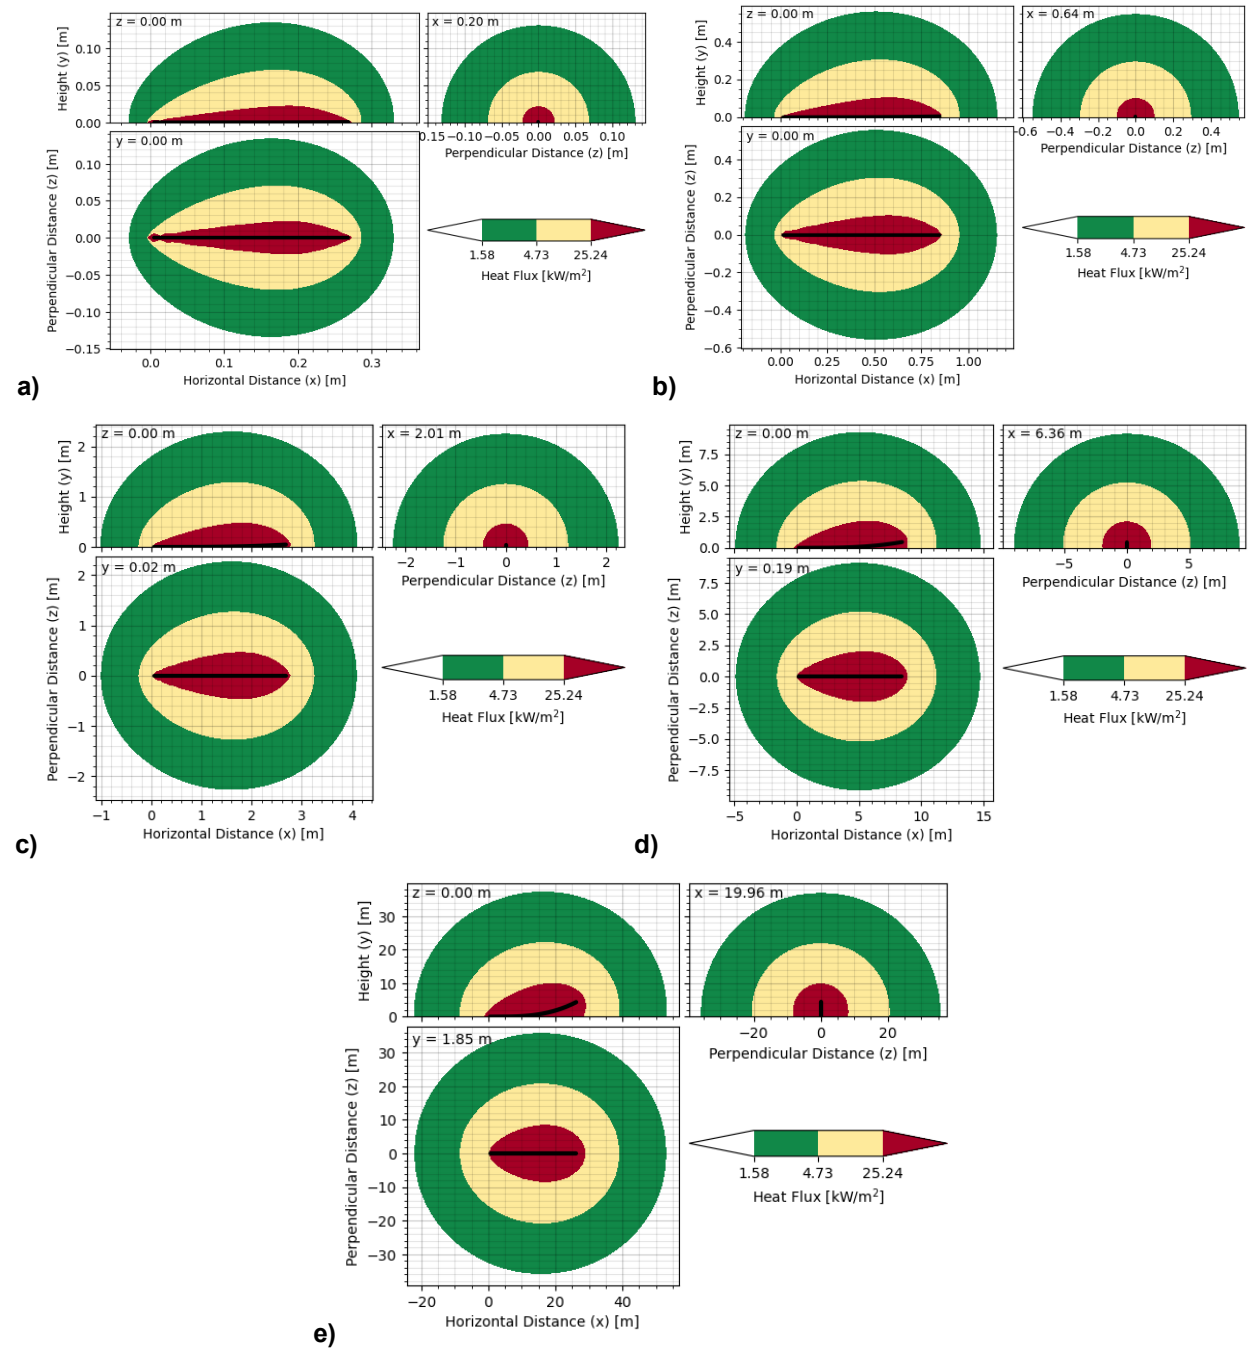 z = 0.00 m
x = 0.20 m
Height (y) [m]
0.10
0.05
0.00
0.15 −0.10 −0.05 0.00 0.05 0.10
Perpendicular Distance (z) [m]
y = 0.00 m
Perpendicular Distance (z) [m]
0.10
0.05
0.00
−0.05
−0.10
−0.15
0.0 0.1 0.2 0.3
Horizontal Distance (x) [m]
1.58 4.73 25.24
Heat Flux [kW/m²]
a)
z = 0.00 m
x = 0.64 m
Height (y) [m]
0.4
0.2
0.0
−0.6 −0.4 −0.2 0.0 0.2 0.4
Perpendicular Distance (z) [m]
y = 0.00 m
Perpendicular Distance (z) [m]
0.4
0.2
0.0
−0.2
−0.4
−0.6
0.00 0.25 0.50 0.75 1.00
Horizontal Distance (x) [m]
1.58 4.73 25.24
Heat Flux [kW/m²]
b)
z = 0.00 m
x = 2.01 m
Height (y) [m]
2
1
0
−2 −1 0 1 2
Perpendicular Distance (z) [m]
y = 0.02 m
Perpendicular Distance (z) [m]
2
1
0
−1
−2
−1 0 1 2 3 4
Horizontal Distance (x) [m]
1.58 4.73 25.24
Heat Flux [kW/m²]
c)
z = 0.00 m
x = 6.36 m
Height (y) [m]
7.5
5.0
2.5
0.0
−5 0 5
Perpendicular Distance (z) [m]
y = 0.19 m
Perpendicular Distance (z) [m]
7.5
5.0
2.5
0.0
−2.5
−5.0
−7.5
−5 0 5 10 15
Horizontal Distance (x) [m]
1.58 4.73 25.24
Heat Flux [kW/m²]
d)
z = 0.00 m
x = 19.96 m
Height (y) [m]
30
20
10
0
−20 0 20
Perpendicular Distance (z) [m]
y = 1.85 m
Perpendicular Distance (z) [m]
30
20
10
0
−10
−20
−30
−20 0 20 40
Horizontal Distance (x) [m]
1.58 4.73 25.24
Heat Flux [kW/m²]
e)